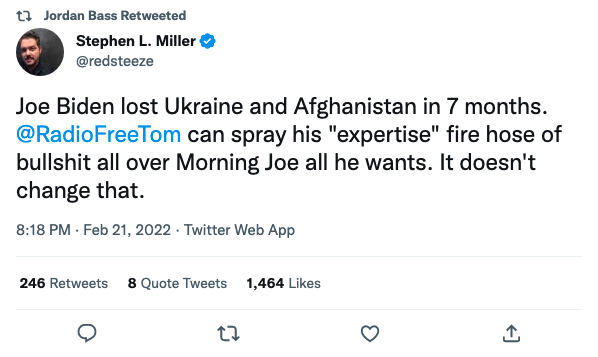 Jordan Bass Retweeted
Stephen L. Miller
@redsteeze
Joe Biden lost Ukraine and Afghanistan in 7 months.
@RadioFreeTom can spray his "expertise" fire hose of
bullshit all over Morning Joe all he wants. It doesn't
change that.
8:18 PM · Feb 21, 2022 · Twitter Web App
246 Retweets 8 Quote Tweets 1,464 Likes